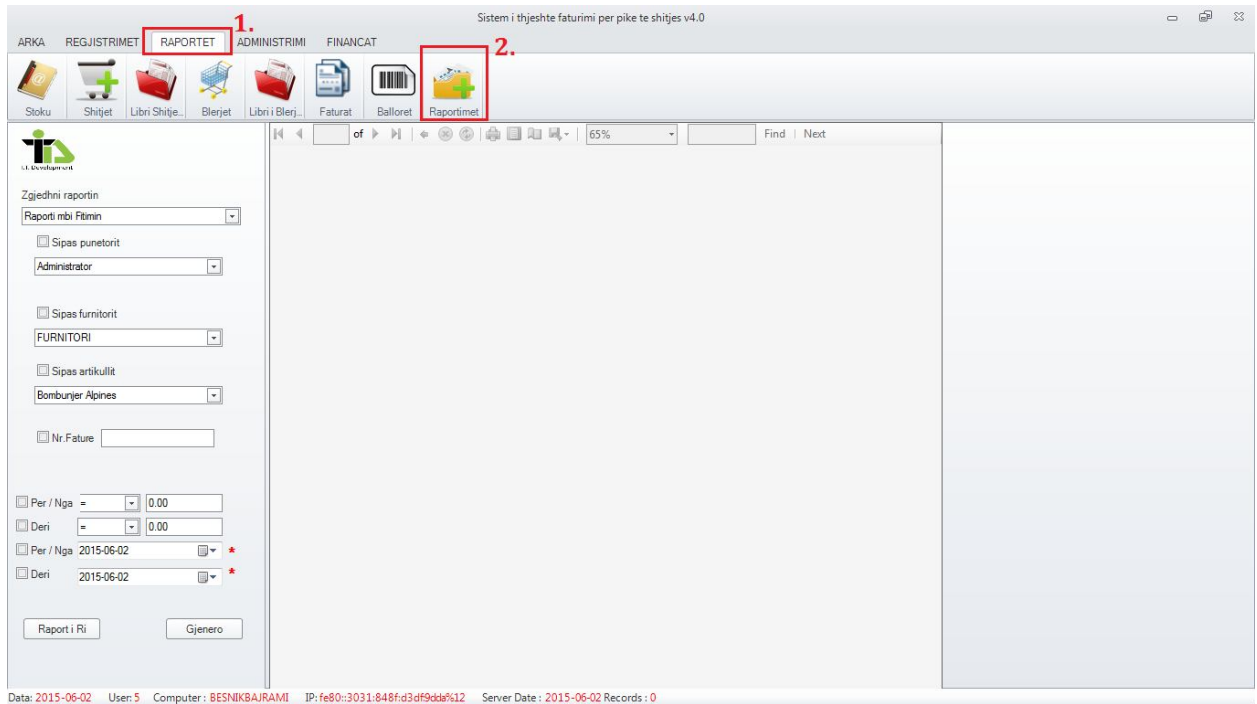 Sistem i thjeshte faturimi per pike te shitjes v4.0
1.
ARKA REGJISTRIMET RAPORTET ADMINISTRIMI FINANCAT
2.
Stoku Shitjet Libri Shitje... Blerjet Libri i Blerj... Faturat Balloret Raportimet
of 65% Find | Next
I.T. Development
Zgjedhni raportin
Raporti mbi Fitimin
Sipas punetorit
Administrator
Sipas furnitorit
FURNITORI
Sipas artikullit
Bombunjer Alpines
Nr.Fature
Per / Nga = 0.00
Deri = 0.00
Per / Nga 2015-06-02 *
Deri 2015-06-02 *
Raport i Ri Gjenero
Data: 2015-06-02 User: 5 Computer : BESNIKBAJRAMI IP: fe80::3031:848f:d3df9dda%12 Server Date : 2015-06-02 Records : 0